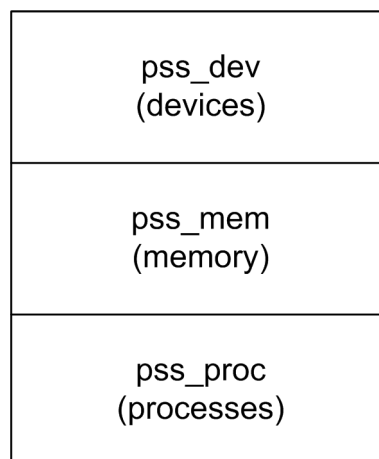 pss_dev
(devices)
pss_mem
(memory)
pss_proc
(processes)